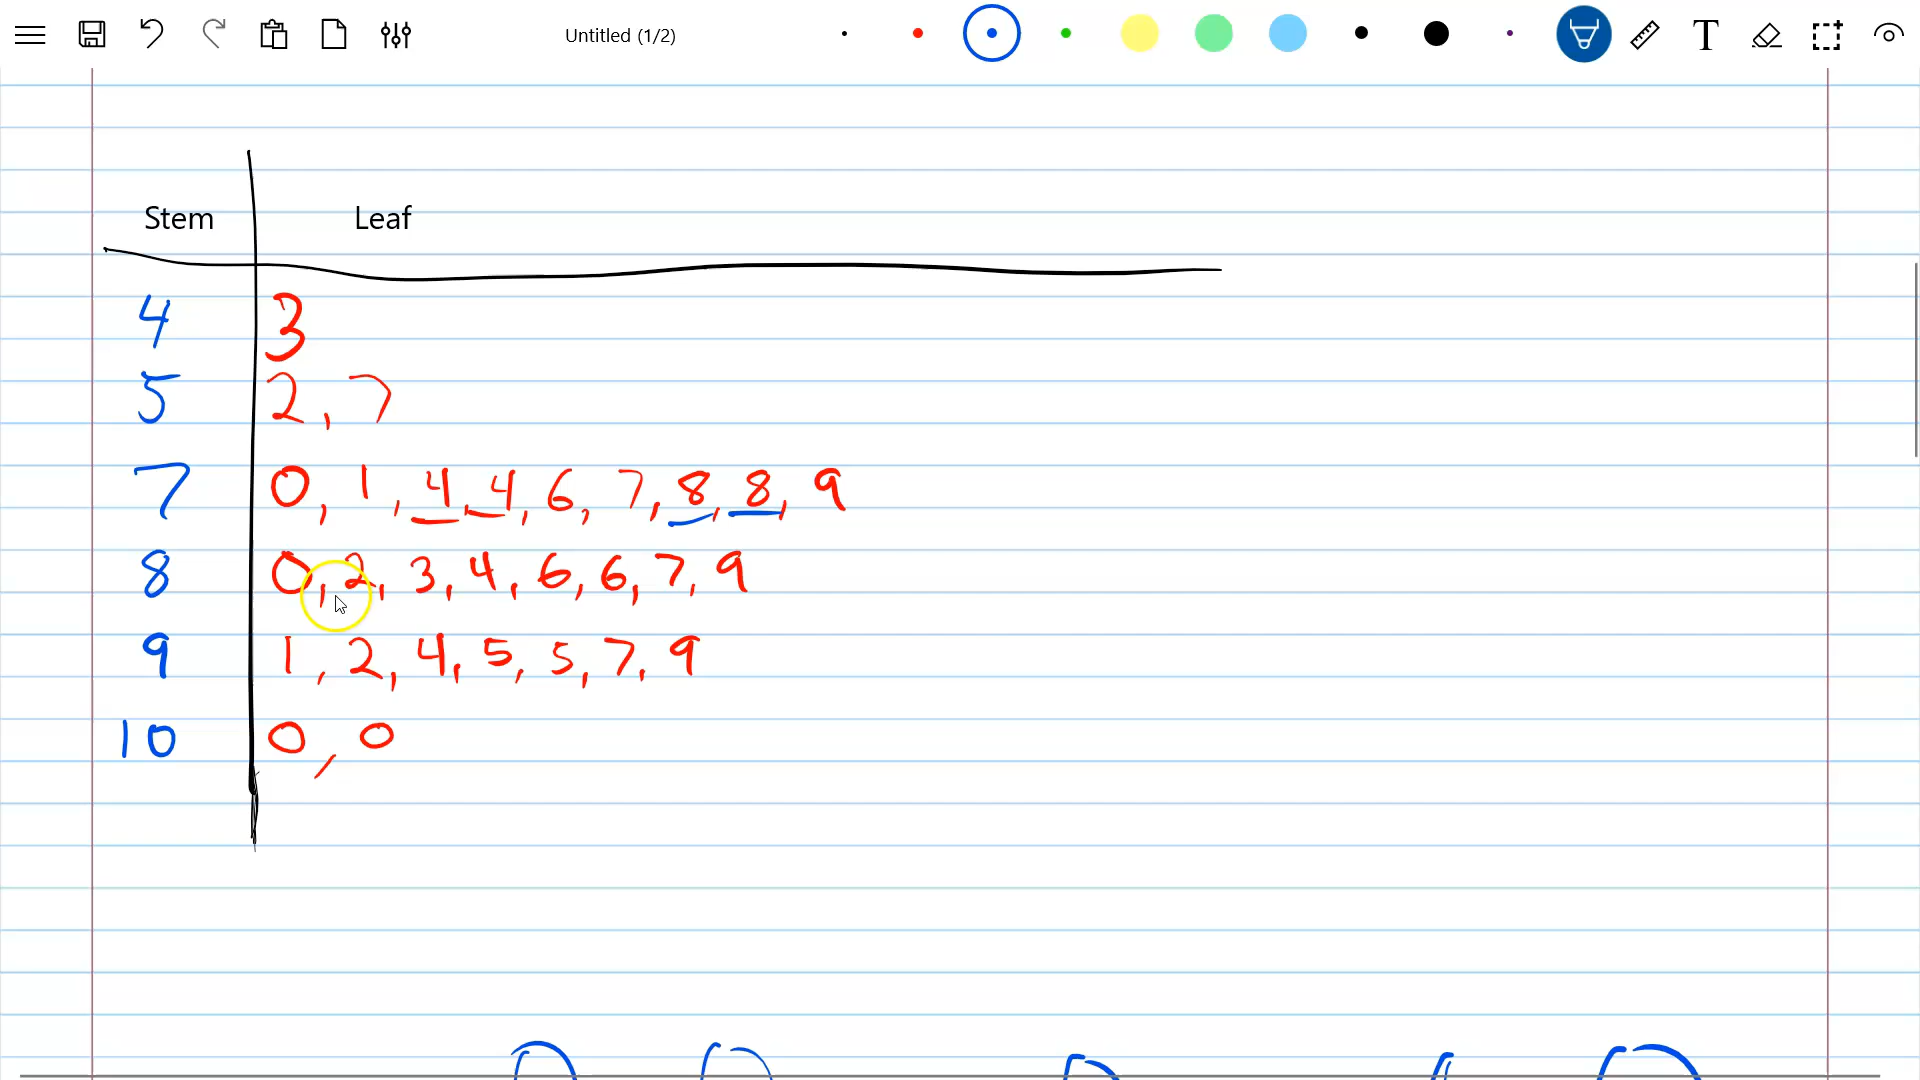 Untitled (1/2)
T
Stem Leaf
4 3
5 2, 7
7 0, 1, 4, 4, 6, 7, 8, 8, 9
8 0, 2, 3, 4, 6, 6, 7, 9
9 1, 2, 4, 5, 5, 7, 9
10 0, 0